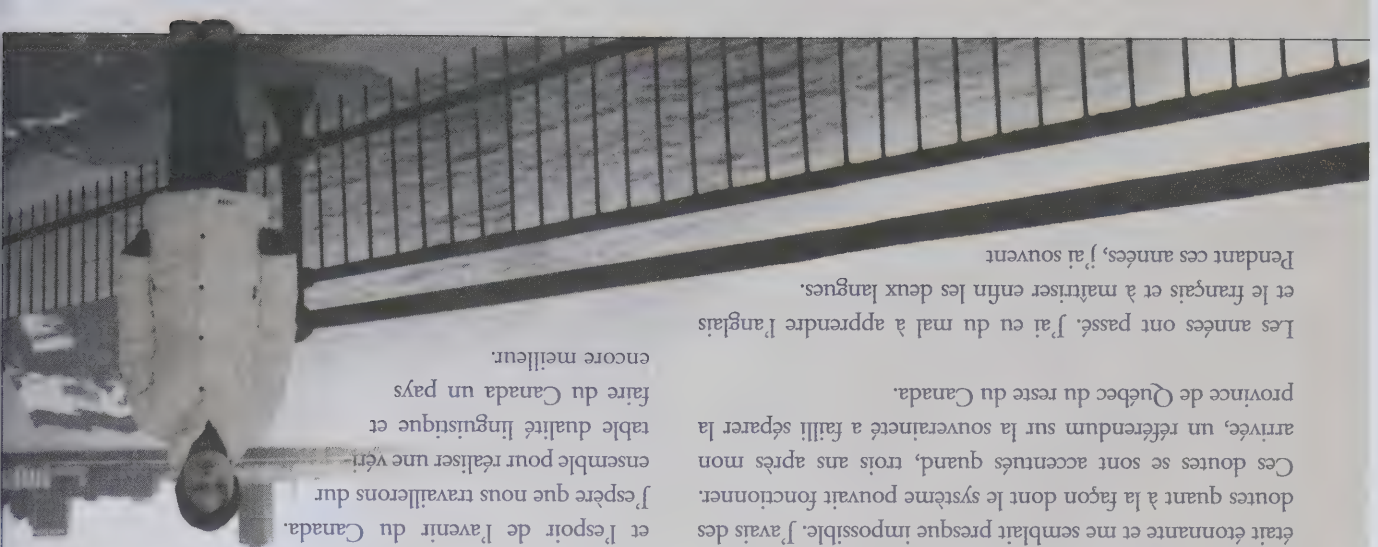 était étonnante et me semblait presque impossible. J'avais des
doutes quant à la façon dont le système pouvait fonctionner.
Ces doutes se sont accentués quand, trois ans après mon
arrivée, un référendum sur la souveraineté a failli séparer la
province de Québec du reste du Canada.
Les années ont passé. J'ai eu du mal à apprendre l'anglais
et le français et à maîtriser enfin les deux langues.
Pendant ces années, j'ai souvent
et l'espoir de l'avenir du Canada.
J'espère que nous travaillerons dur
ensemble pour réaliser une véri-
table dualité linguistique et
faire du Canada un pays
encore meilleur.